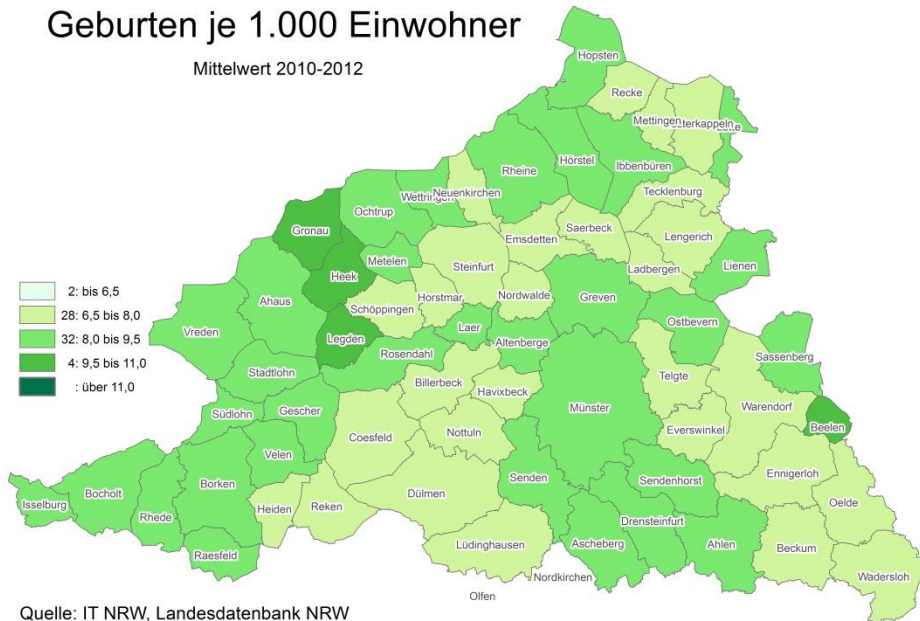 Geburten je 1.000 Einwohner
Mittelwert 2010-2012
Hopsten
Recke
Mettingen
Lotte
Rheine
Hörstel
Ibbenbüren
Neuenkirchen
Wettringen
Ochtrup
Tecklenburg
Gronau
Emsdetten
Saerbeck
Lengerich
Metelen
Steinfurt
Ladbergen
Lienen
Heek
2: bis 6,5
28: 6,5 bis 8,0
32: 8,0 bis 9,5
4: 9,5 bis 11,0
: über 11,0
Ahaus
Schöppingen
Horstmar
Nordwalde
Greven
Vreden
Legden
Laer
Altenberge
Ostbevern
Rosendahl
Sassenberg
Stadtlohn
Billerbeck
Havixbeck
Telgte
Münster
Warendorf
Südlohn
Gescher
Coesfeld
Nottuln
Everswinkel
Beelen
Velen
Ennigerloh
Isselburg
Bocholt
Rhede
Borken
Heiden
Reken
Dülmen
Senden
Sendenhorst
Oelde
Drensteinfurt
Raesfeld
Lüdinghausen
Ascheberg
Ahlen
Beckum
Nordkirchen
Wadersloh
Olfen
Quelle: IT NRW, Landesdatenbank NRW